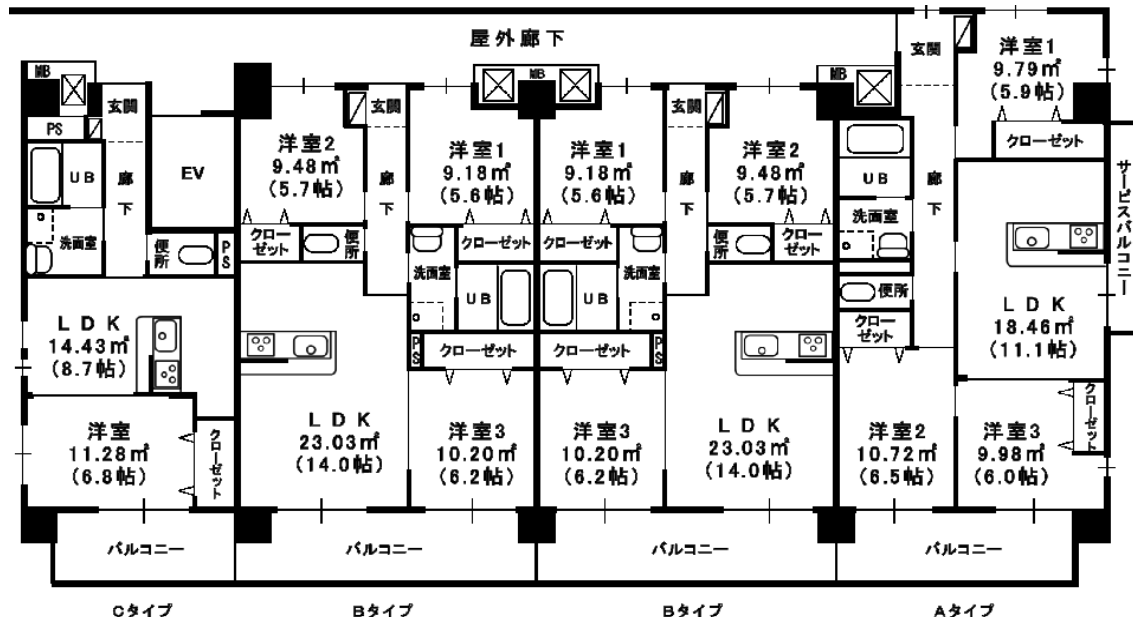 屋外廊下
MB
PS
玄関
廊下
UB
洗面室
便所
PS
EV
LDK
14.43㎡
(8.7帖)
洋室
11.28㎡
(6.8帖)
クローゼット
バルコニー
Cタイプ
洋室2
9.48㎡
(5.7帖)
玄関
廊下
MB
洋室1
9.18㎡
(5.6帖)
クローゼット
便所
クローゼット
洗面室
UB
PS
クローゼット
LDK
23.03㎡
(14.0帖)
洋室3
10.20㎡
(6.2帖)
バルコニー
Bタイプ
洋室1
9.18㎡
(5.6帖)
玄関
廊下
洋室2
9.48㎡
(5.7帖)
クローゼット
UB
洗面室
便所
クローゼット
クローゼット
PS
洋室3
10.20㎡
(6.2帖)
LDK
23.03㎡
(14.0帖)
バルコニー
Bタイプ
MB
玄関
洋室1
9.79㎡
(5.9帖)
クローゼット
UB
廊下
洗面室
便所
クローゼット
サービスバルコニー
LDK
18.46㎡
(11.1帖)
洋室2
10.72㎡
(6.5帖)
洋室3
9.98㎡
(6.0帖)
クローゼット
バルコニー
Aタイプ